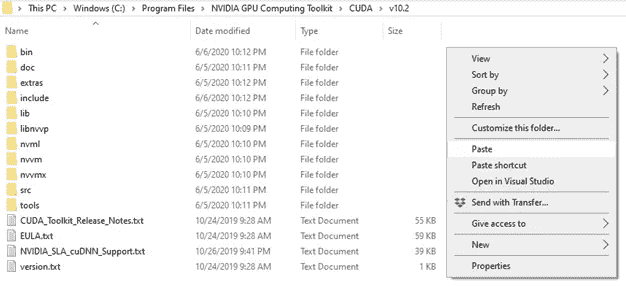 This PC > Windows (C:) > Program Files > NVIDIA GPU Computing Toolkit > CUDA > v10.2
Name Date modified Type Size
bin 6/6/2020 10:12 PM File folder
doc 6/5/2020 10:11 PM File folder
extras 6/5/2020 10:11 PM File folder
include 6/6/2020 10:12 PM File folder
lib 6/5/2020 10:10 PM File folder
libnvvp 6/5/2020 10:09 PM File folder
nvml 6/5/2020 10:10 PM File folder
nvvm 6/5/2020 10:10 PM File folder
nvvmx 6/5/2020 10:10 PM File folder
src 6/5/2020 10:11 PM File folder
tools 6/5/2020 10:11 PM File folder
CUDA_Toolkit_Release_Notes.txt 10/24/2019 9:28 AM Text Document 55 KB
EULA.txt 10/24/2019 9:28 AM Text Document 59 KB
NVIDIA_SLA_cuDNN_Support.txt 10/26/2019 9:41 PM Text Document 39 KB
version.txt 10/24/2019 9:28 AM Text Document 1 KB
View
Sort by
Group by
Refresh
Customize this folder...
Paste
Paste shortcut
Open in Visual Studio
Send with Transfer...
Give access to
New
Properties